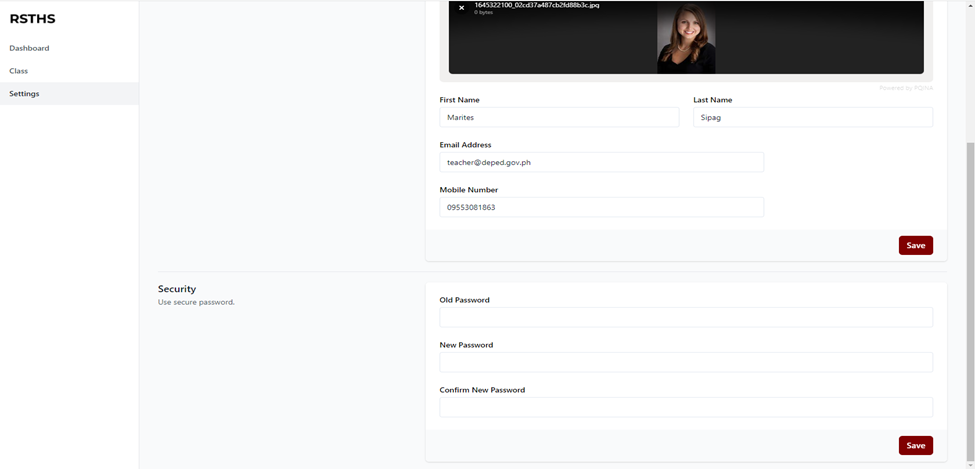 RSTHS
Dashboard
Class
Settings
1645322100_02cd37a487cb2fd88b3c.jpg
0 bytes
Powered by PQINA
First Name
Last Name
Marites
Sipag
Email Address
teacher@deped.gov.ph
Mobile Number
09553081863
Save
Security
Use secure password.
Old Password
New Password
Confirm New Password
Save